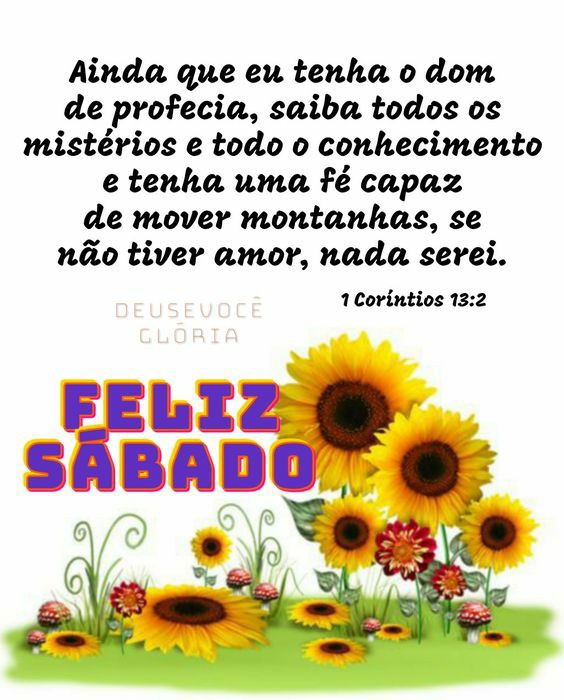 Ainda que eu tenha o dom
de profecia, saiba todos os
mistérios e todo o conhecimento
e tenha uma fé capaz
de mover montanhas, se
não tiver amor, nada serei.
1 Coríntios 13:2
DEUSEVOCÊ
GLÓRIA
FELIZ
SÁBADO